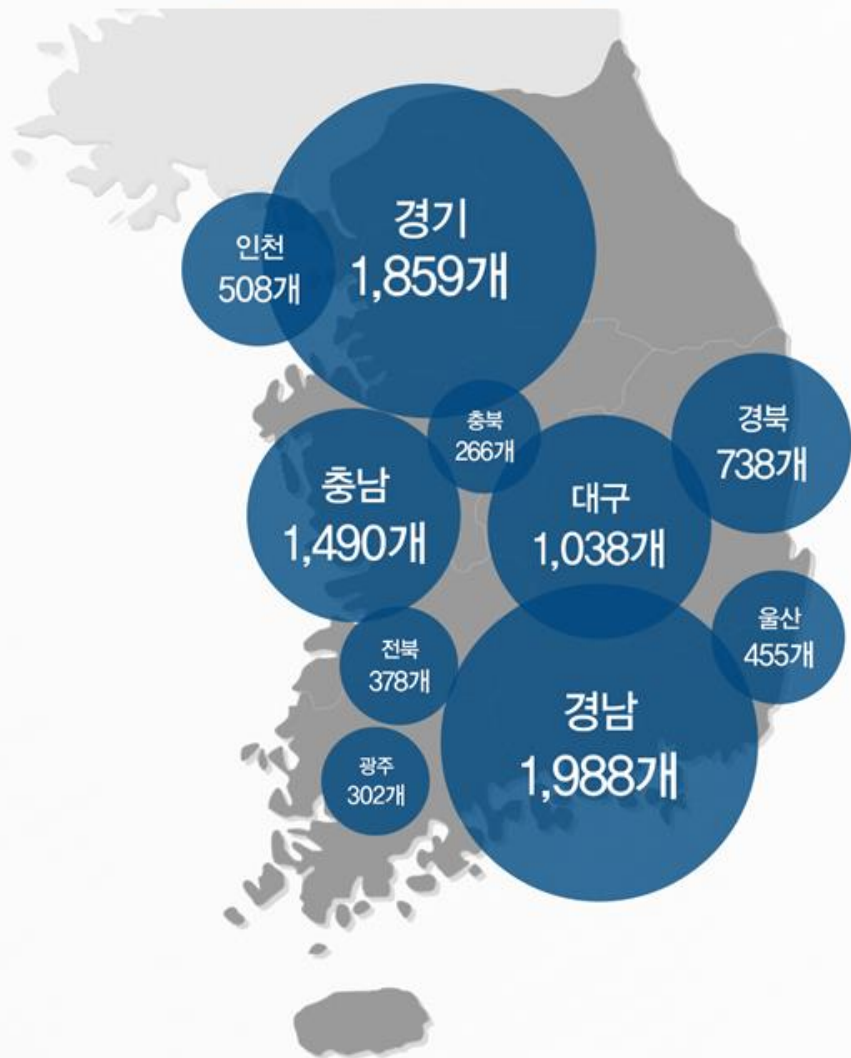 경기
1,859개
인천
508개
충북
266개
경북
738개
충남
1,490개
대구
1,038개
울산
455개
전북
378개
경남
1,988개
광주
302개